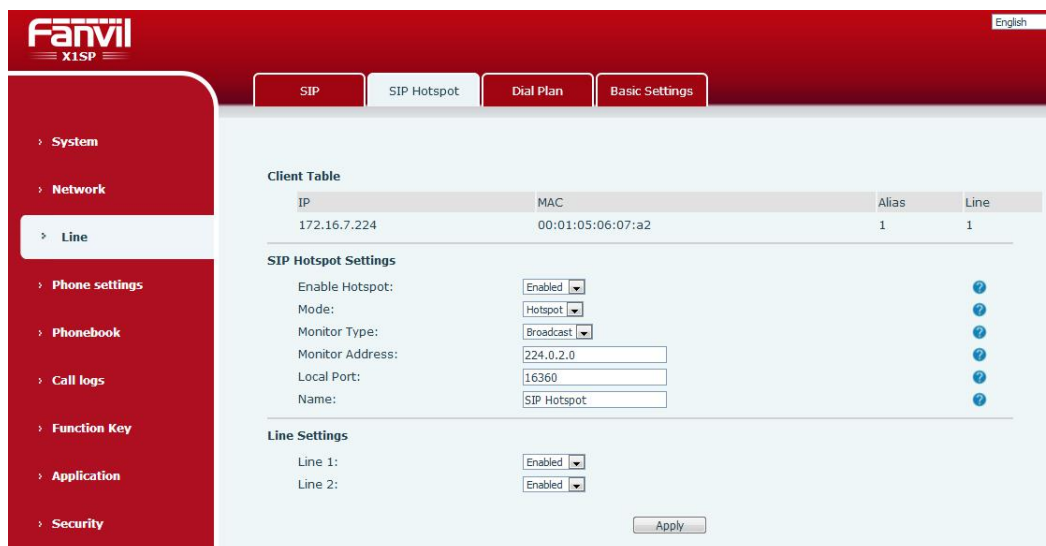 Fanvil
X1SP
English
SIP
SIP Hotspot
Dial Plan
Basic Settings
› System
› Network
› Line
› Phone settings
› Phonebook
› Call logs
› Function Key
› Application
› Security
Client Table
IP MAC Alias Line
172.16.7.224 00:01:05:06:07:a2 1 1
SIP Hotspot Settings
Enable Hotspot: Enabled ?
Mode: Hotspot ?
Monitor Type: Broadcast ?
Monitor Address: 224.0.2.0 ?
Local Port: 16360 ?
Name: SIP Hotspot ?
Line Settings
Line 1: Enabled
Line 2: Enabled
Apply